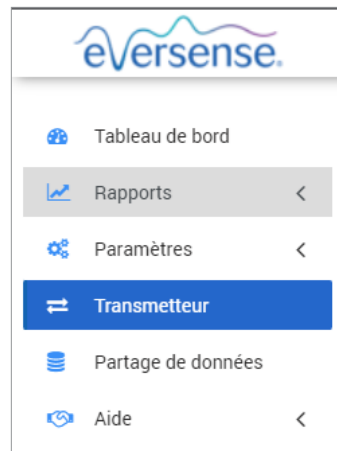 eversense.
Tableau de bord
Rapports
Paramètres
Transmetteur
Partage de données
Aide